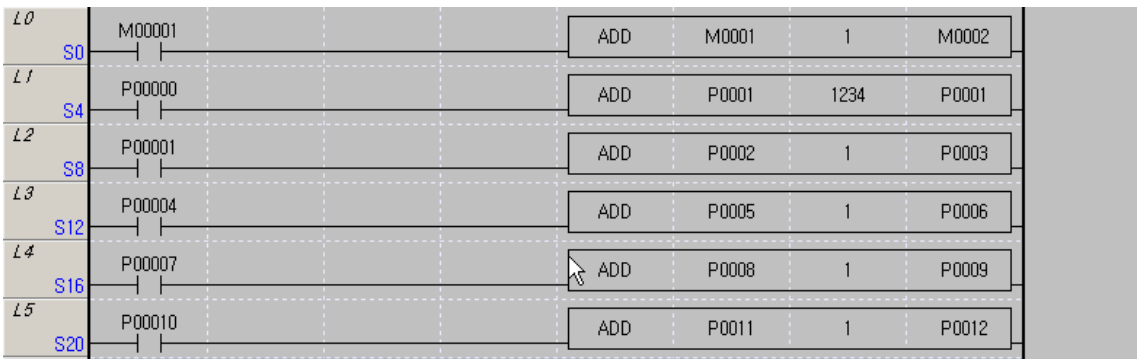 L0
M00001
ADD M0001 1 M0002
S0
L1
P00000
ADD P0001 1234 P0001
S4
L2
P00001
ADD P0002 1 P0003
S8
L3
P00004
ADD P0005 1 P0006
S12
L4
P00007
ADD P0008 1 P0009
S16
L5
P00010
ADD P0011 1 P0012
S20